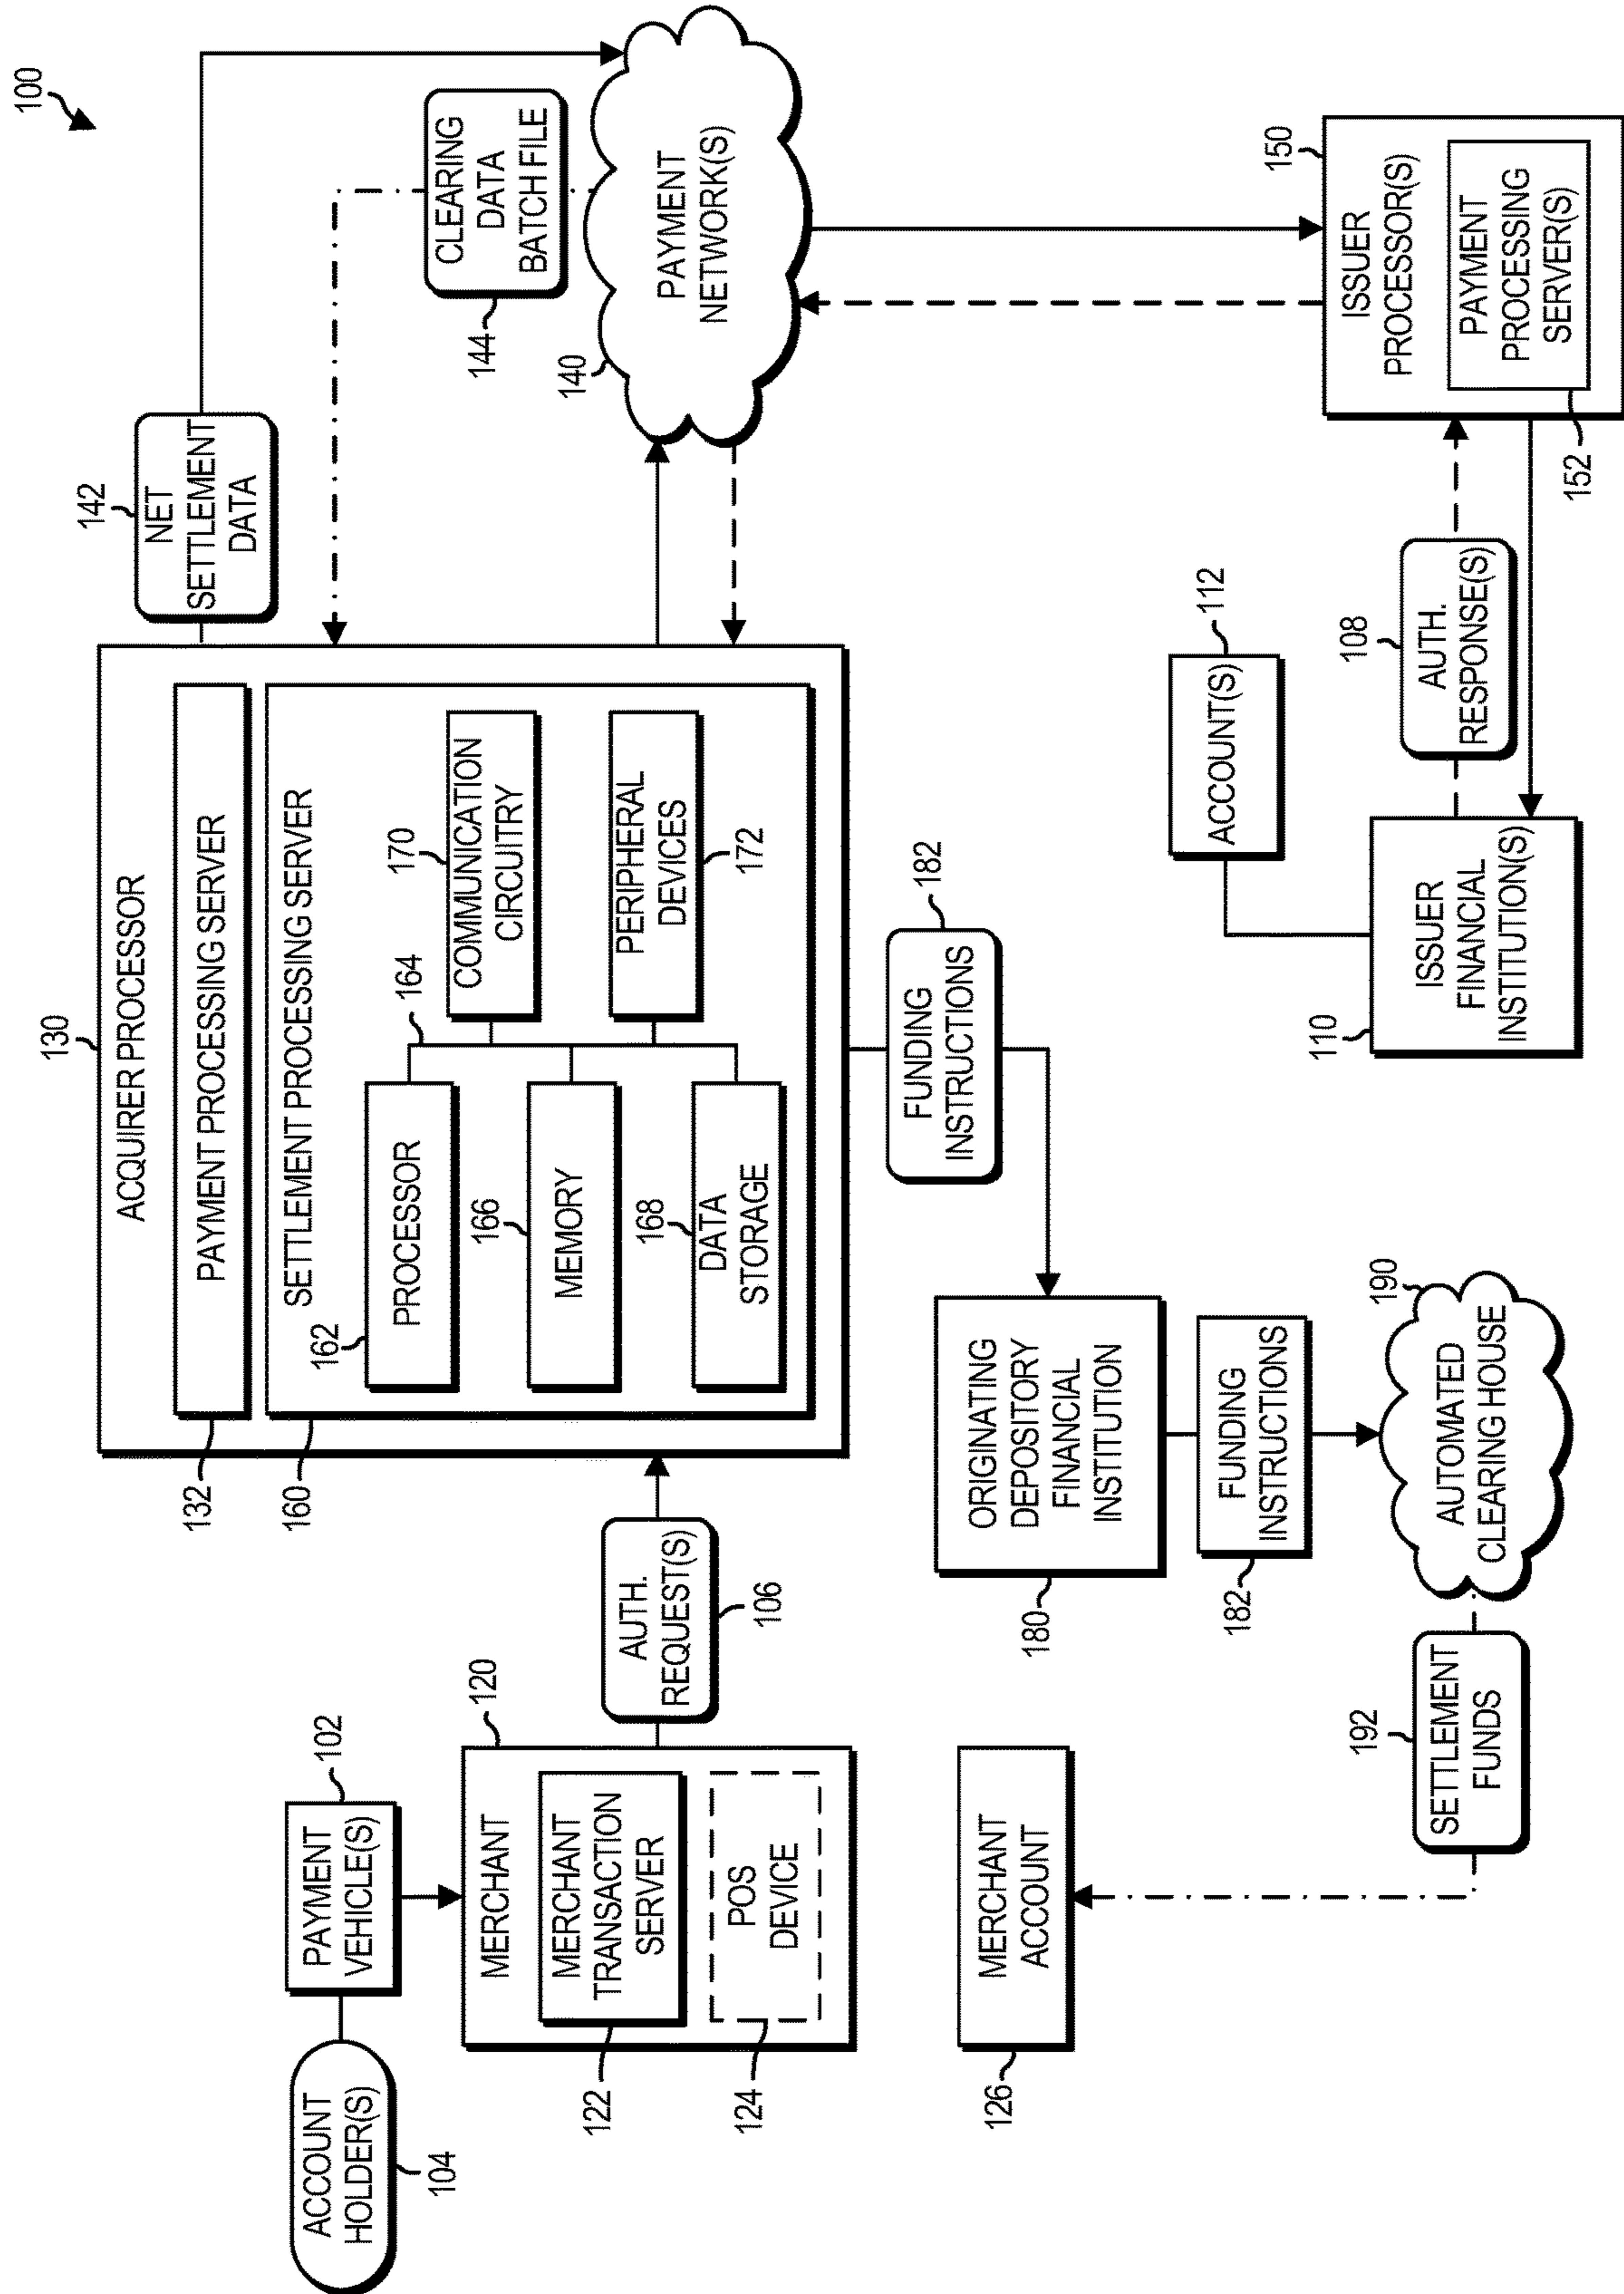 100
142
NET
SETTLEMENT
DATA
CLEARING
DATA
BATCH FILE
144
130
ACQUIRER PROCESSOR
PAYMENT PROCESSING SERVER
132
SETTLEMENT PROCESSING SERVER
160
162
PROCESSOR
164
170
COMMUNICATION
CIRCUITRY
166
MEMORY
168
DATA
STORAGE
PERIPHERAL
DEVICES
172
140
PAYMENT
NETWORK(S)
ACCOUNT
HOLDER(S)
104
PAYMENT
VEHICLE(S)
102
120
MERCHANT
MERCHANT
TRANSACTION
SERVER
122
POS
DEVICE
124
AUTH.
REQUEST(S)
106
FUNDING
INSTRUCTIONS
182
MERCHANT
ACCOUNT
126
ORIGINATING
DEPOSITORY
FINANCIAL
INSTITUTION
180
FUNDING
INSTRUCTIONS
182
190
AUTOMATED
CLEARING HOUSE
192
SETTLEMENT
FUNDS
ACCOUNT(S)
112
110
ISSUER
FINANCIAL
INSTITUTION(S)
108
AUTH.
RESPONSE(S)
150
ISSUER
PROCESSOR(S)
PAYMENT
PROCESSING
SERVER(S)
152